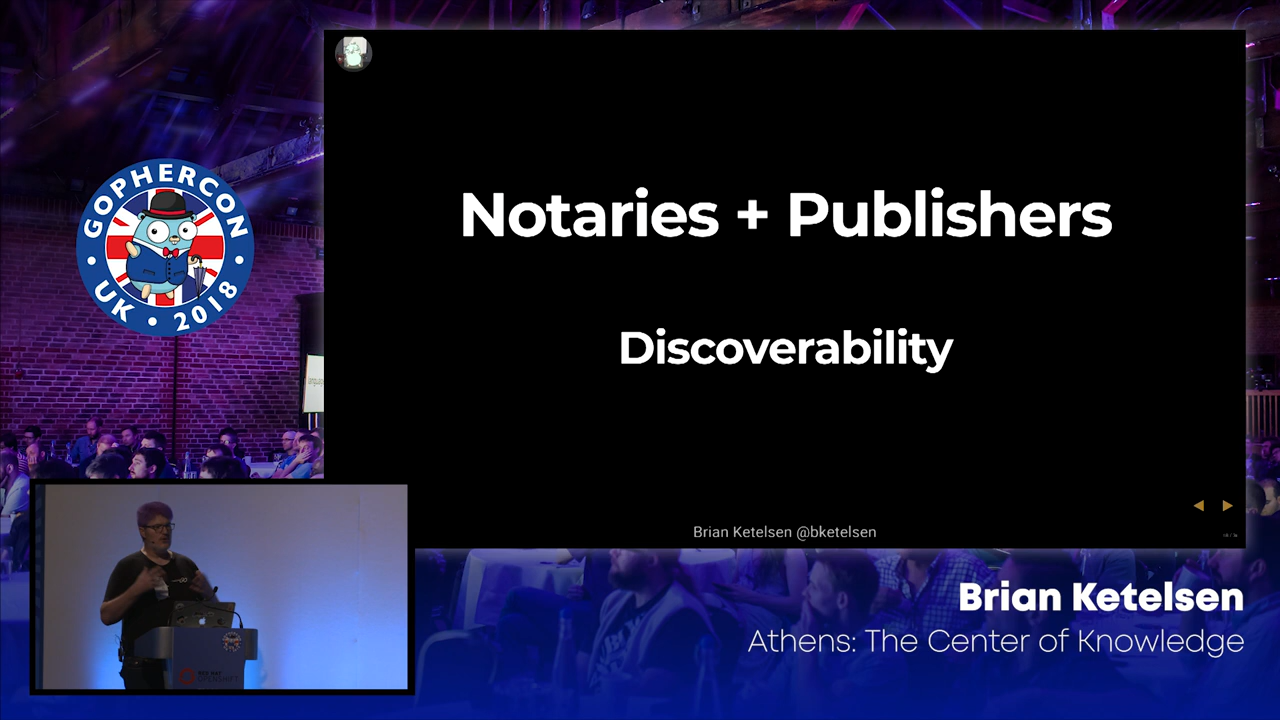 GOPHERCON
UK • 2018
Notaries + Publishers
Discoverability
Brian Ketelsen @bketelsen
Brian Ketelsen
Athens: The Center of Knowledge